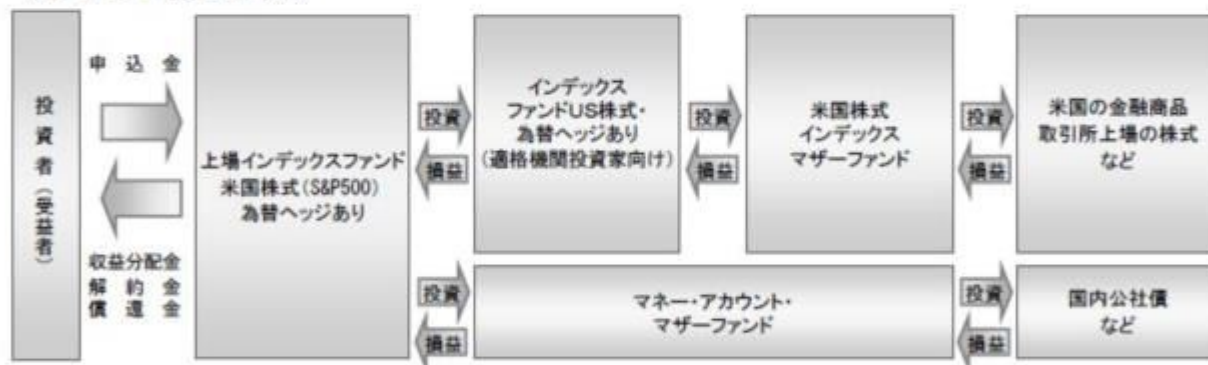 投資者(受益者)
申込金
収益分配金
解約金
償還金
上場インデックスファンド
米国株式(S&P500)
為替ヘッジあり
投資
損益
インデックス
ファンドUS株式・
為替ヘッジあり
(適格機関投資家向け)
投資
損益
米国株式
インデックス
マザーファンド
投資
損益
米国の金融商品
取引所上場の株式
など
投資
損益
マネー・アカウント・
マザーファンド
投資
損益
国内公社債
など